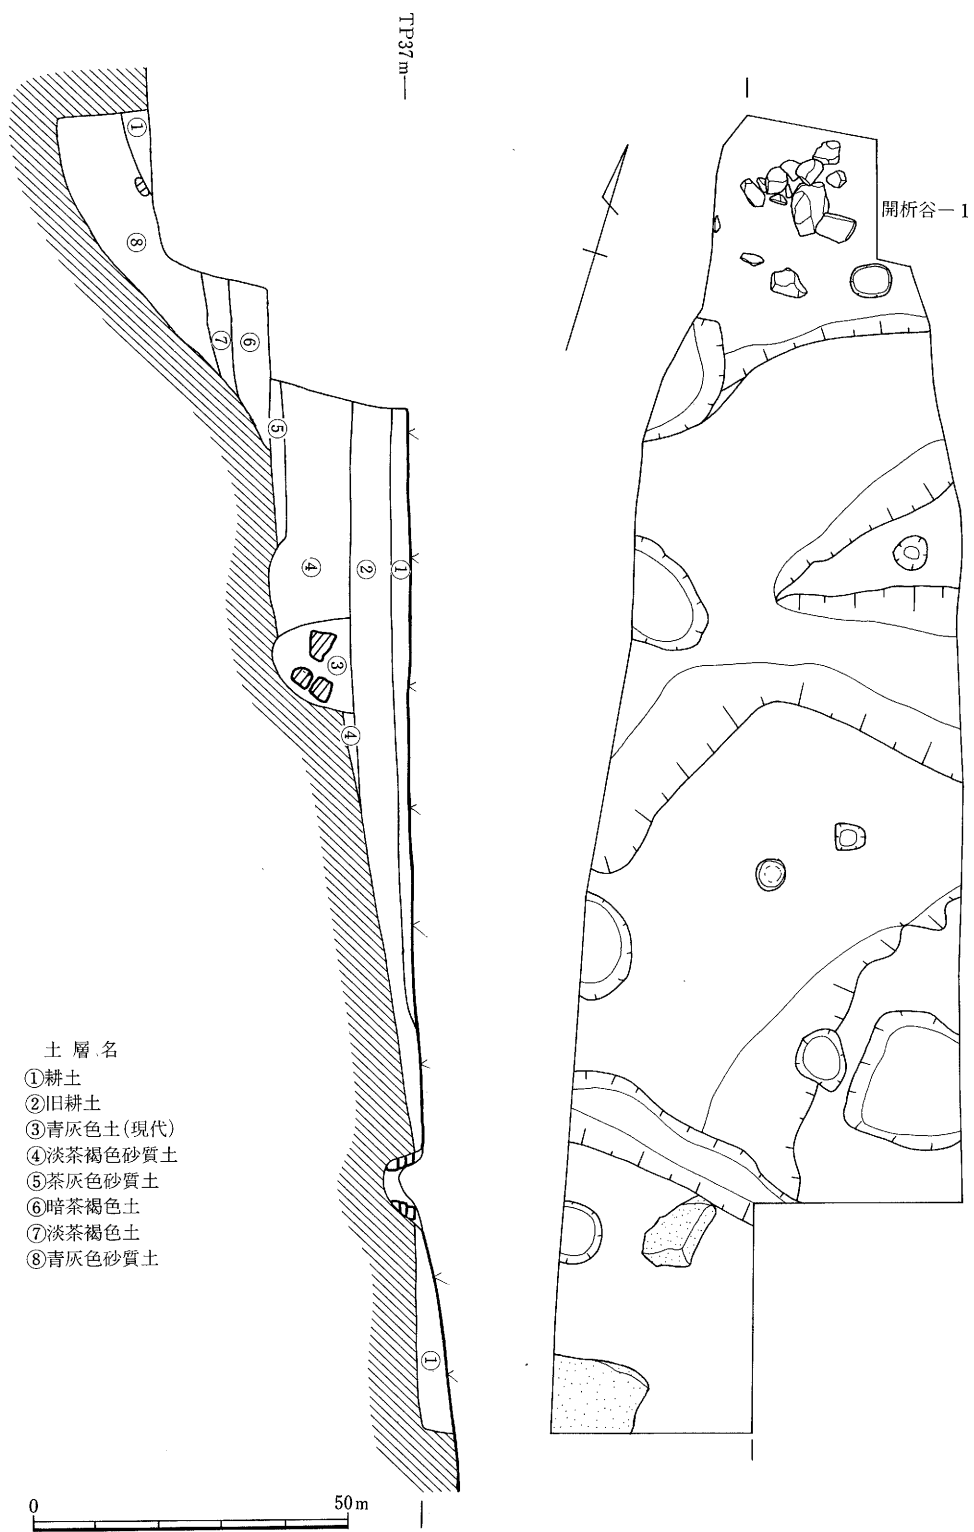 TP37m
開析谷－1
①
⑧
⑦
⑥
⑤
④
②
①
③
④
①
土層名
①耕土
②旧耕土
③青灰色土(現代)
④淡茶褐色砂質土
⑤茶灰色砂質土
⑥暗茶褐色土
⑦淡茶褐色土
⑧青灰色砂質土
0 50m